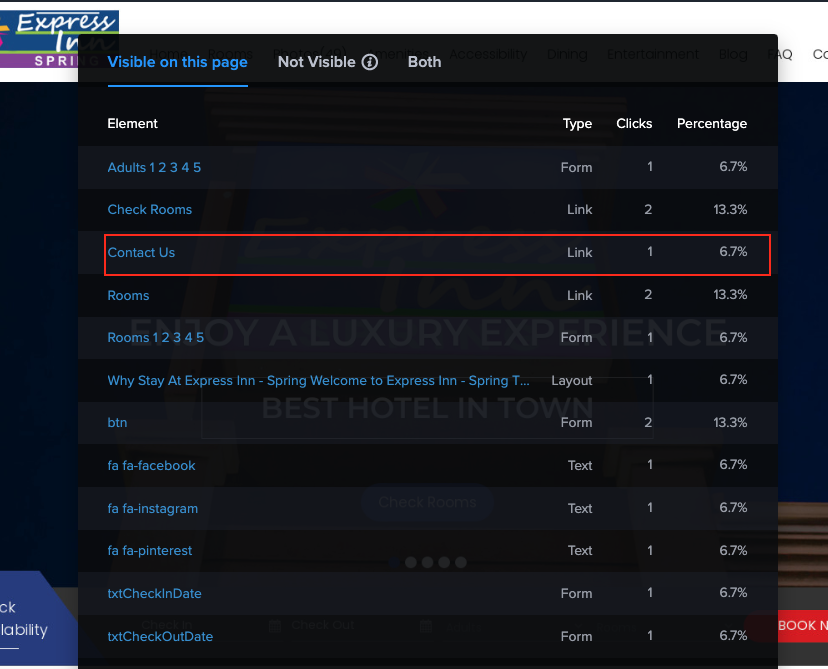 Express
Inn
SPRING
Home Rooms Photos(49) Amenities Accessibility Dining Entertainment Blog FAQ Co
Visible on this page Not Visible i Both
Element Type Clicks Percentage
Adults 1 2 3 4 5 Form 1 6.7%
Check Rooms Link 2 13.3%
Contact Us Link 1 6.7%
Rooms Link 2 13.3%
Rooms 1 2 3 4 5 Form 1 6.7%
Why Stay At Express Inn - Spring Welcome to Express Inn - Spring T... Layout 1 6.7%
btn Form 2 13.3%
fa fa-facebook Text 1 6.7%
fa fa-instagram Text 1 6.7%
fa fa-pinterest Text 1 6.7%
txtCheckInDate Form 1 6.7%
txtCheckOutDate Form 1 6.7%
Express
Inn
ENJOY A LUXURY EXPERIENCE
BEST HOTEL IN TOWN
Check Rooms
ck
lability
Check In
Check Out
BOOK N